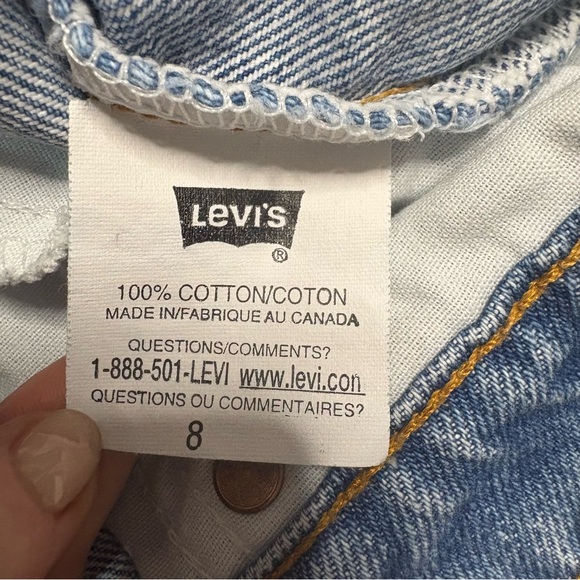 Levi's
®
100% COTTON/COTON
MADE IN/FABRIQUE AU CANADA
QUESTIONS/COMMENTS?
1-888-501-LEVI www.levi.con
QUESTIONS OU COMMENTAIRES?
8